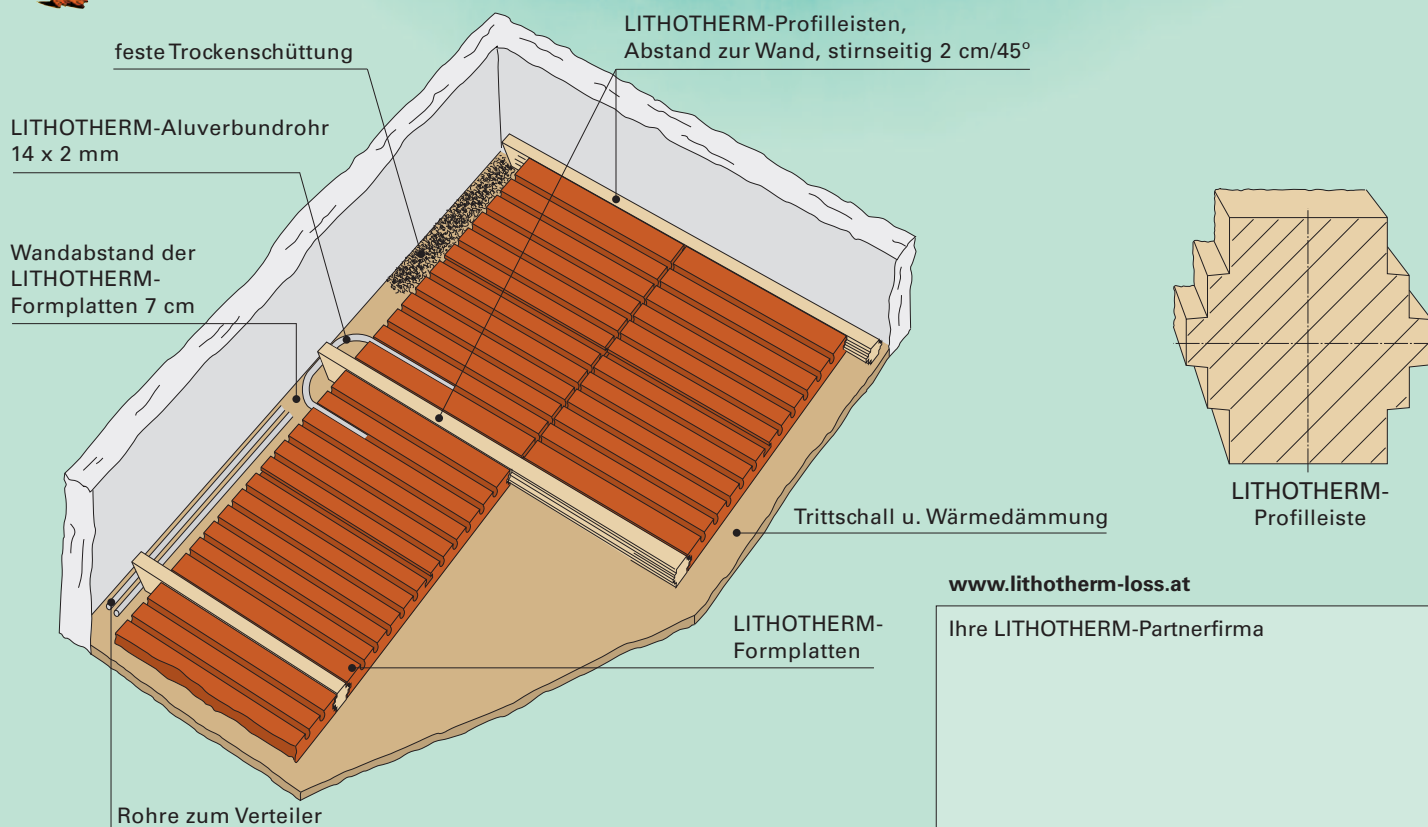 feste Trockenschüttung
LITHOTHERM-Profilleisten,
Abstand zur Wand, stirnseitig 2 cm/45°
LITHOTHERM-Aluverbundrohr
14 x 2 mm
Wandabstand der
LITHOTHERM-
Formplatten 7 cm
LITHOTHERM-
Profilleiste
Trittschall u. Wärmedämmung
www.lithotherm-loss.at
LITHOTHERM-
Formplatten
Ihre LITHOTHERM-Partnerfirma
Rohre zum Verteiler